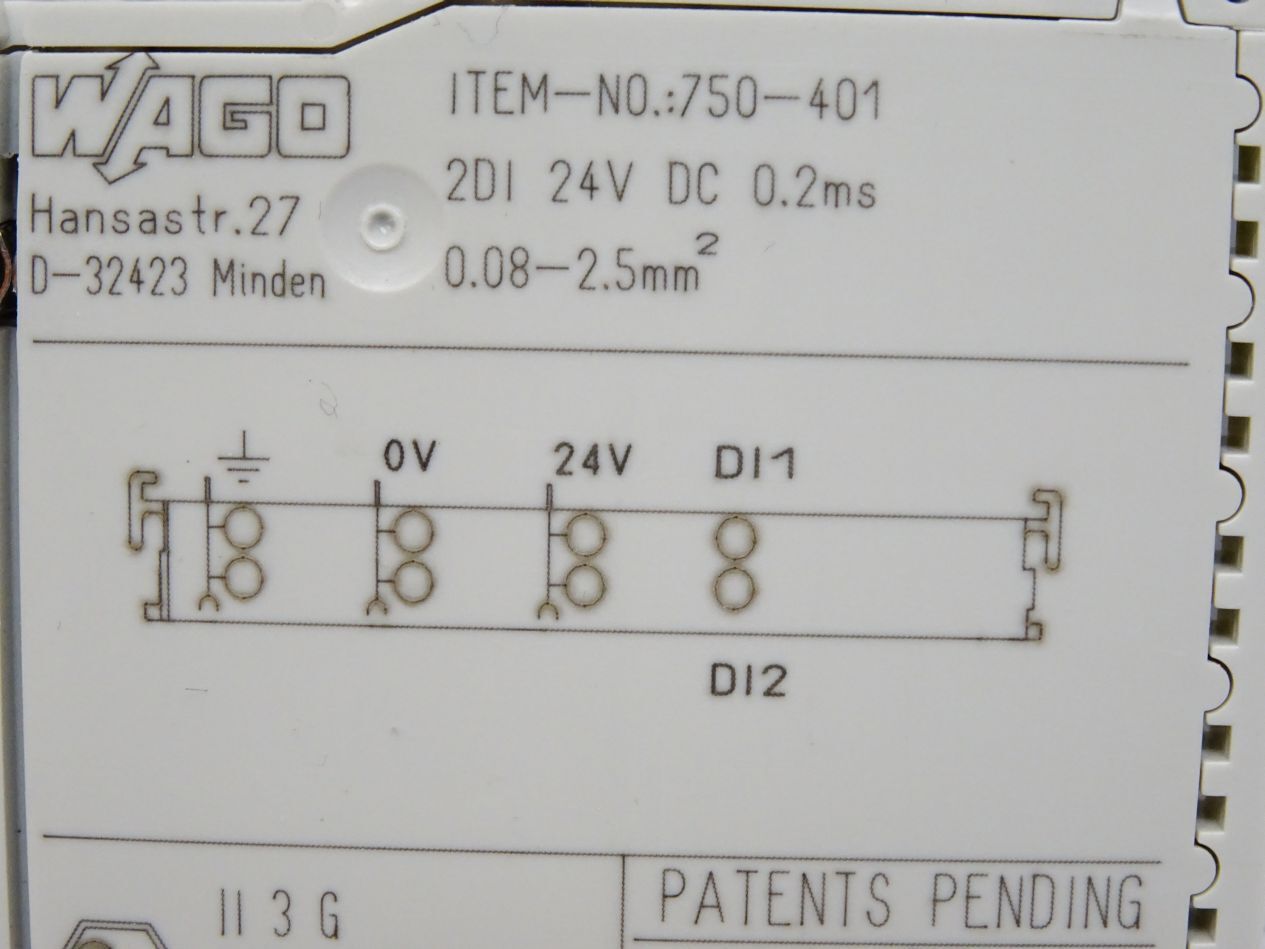 WAGO
ITEM-NO.:750-401
2DI 24V DC 0.2ms
0.08-2.5mm²
Hansastr.27
D-32423 Minden
0V 24V DI1
DI2
II 3 G
PATENTS PENDING